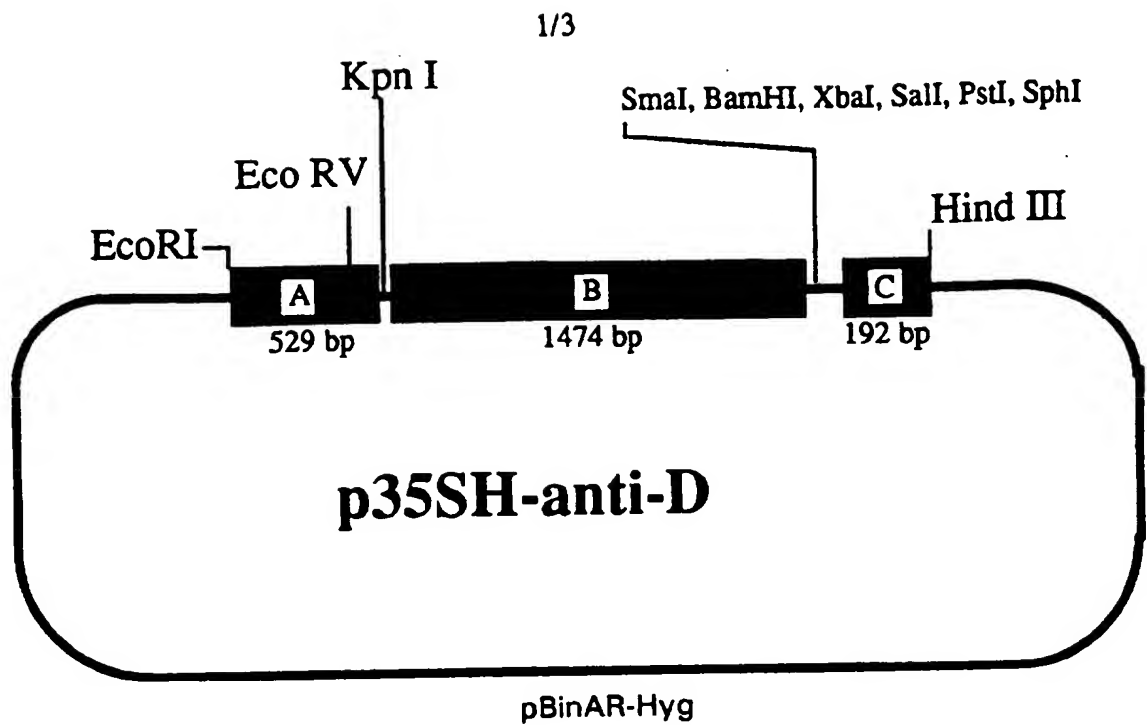 1/3
Kpn I
SmaI, BamHI, XbaI, SalI, PstI, SphI
Eco RV
Hind III
EcoRI
A
B
C
529 bp
1474 bp
192 bp
p35SH-anti-D
pBinAR-Hyg